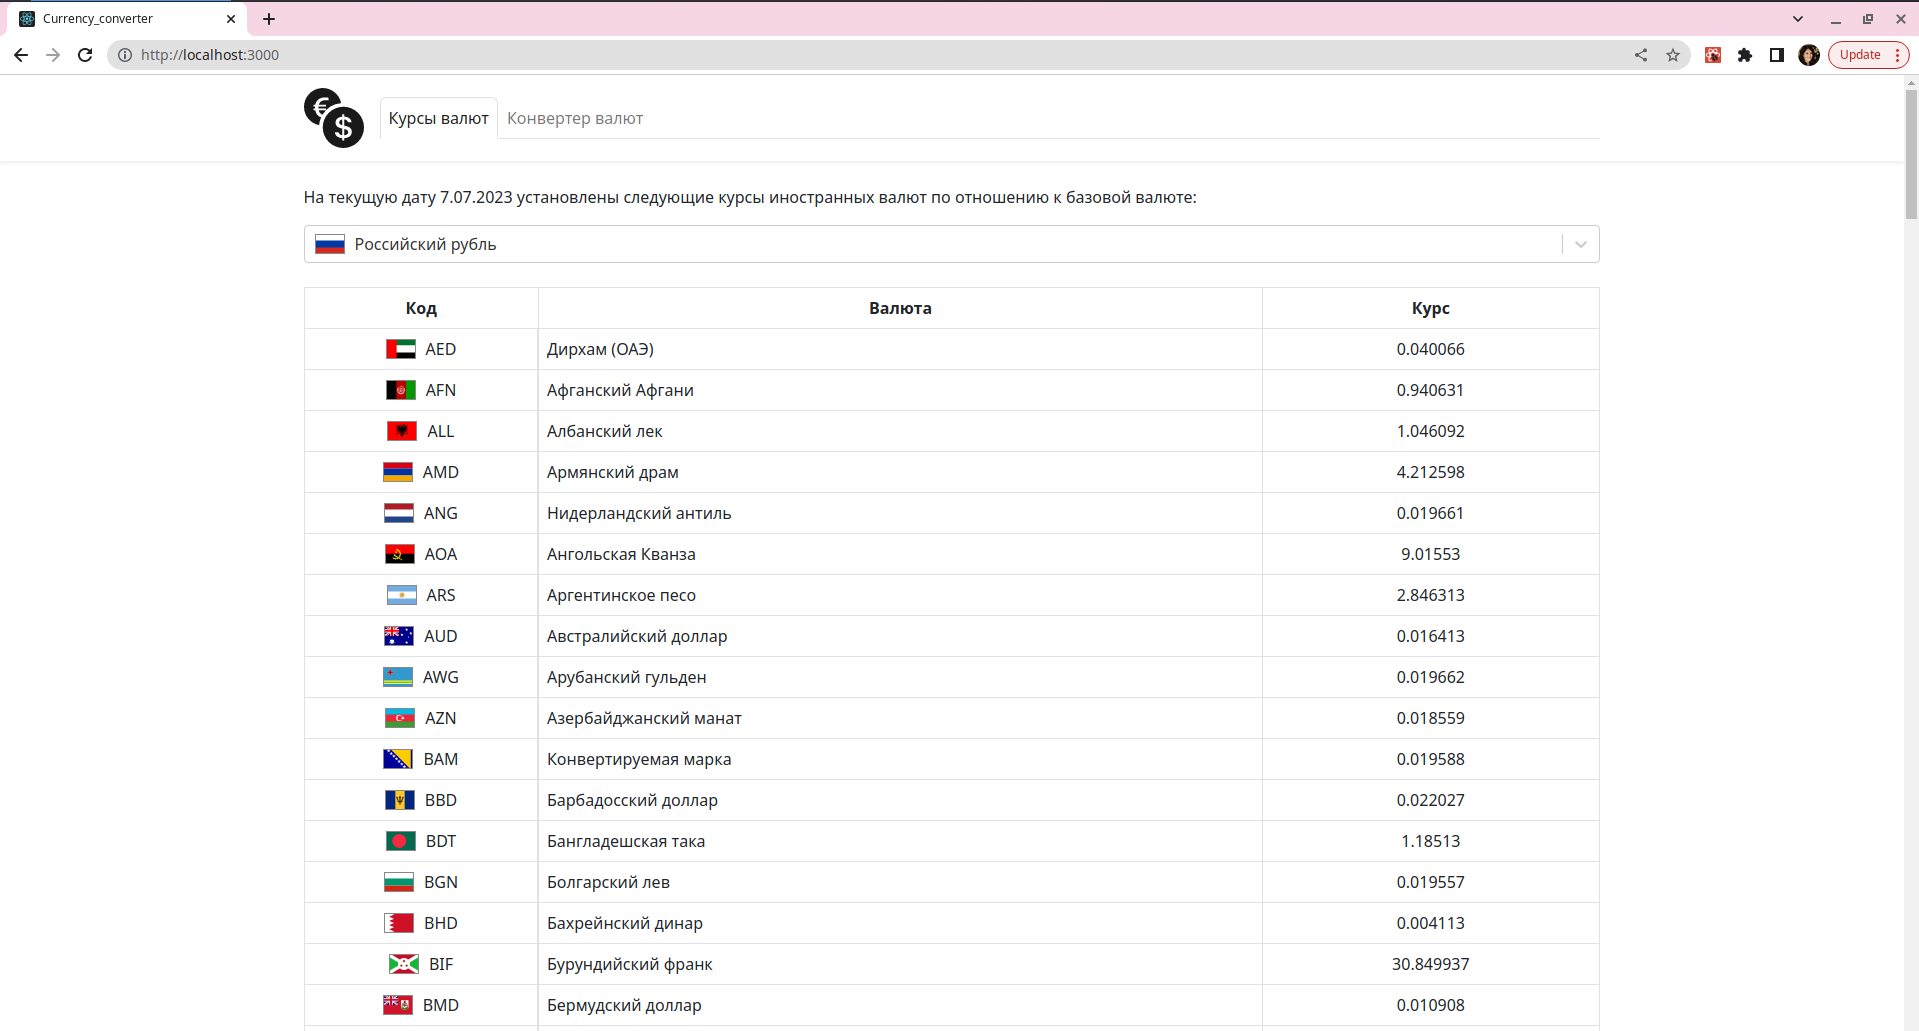 Currency_converter
http://localhost:3000
Update
€
$
Курсы валют
Конвертер валют
На текущую дату 7.07.2023 установлены следующие курсы иностранных валют по отношению к базовой валюте:
Российский рубль
Код Валюта Курс
AED Дирхам (ОАЭ) 0.040066
AFN Афганский Афгани 0.940631
ALL Албанский лек 1.046092
AMD Армянский драм 4.212598
ANG Нидерландский антиль 0.019661
AOA Ангольская Кванза 9.01553
ARS Аргентинское песо 2.846313
AUD Австралийский доллар 0.016413
AWG Арубанский гульден 0.019662
AZN Азербайджанский манат 0.018559
BAM Конвертируемая марка 0.019588
BBD Барбадосский доллар 0.022027
BDT Бангладешская така 1.18513
BGN Болгарский лев 0.019557
BHD Бахрейнский динар 0.004113
BIF Бурундийский франк 30.849937
BMD Бермудский доллар 0.010908